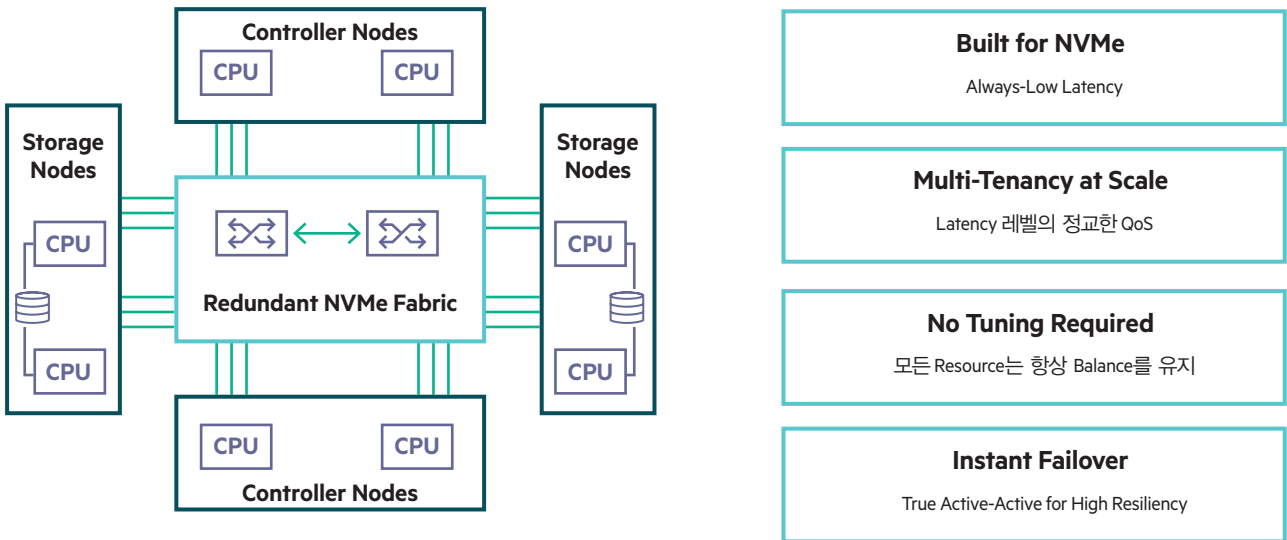 Controller Nodes
CPU
CPU
Storage
Nodes
CPU
CPU
Redundant NVMe Fabric
Storage
Nodes
CPU
CPU
CPU
CPU
Controller Nodes
Built for NVMe
Always-Low Latency
Multi-Tenancy at Scale
Latency 레벨의 정교한 QoS
No Tuning Required
모든 Resource는 항상 Balance를 유지
Instant Failover
True Active-Active for High Resiliency